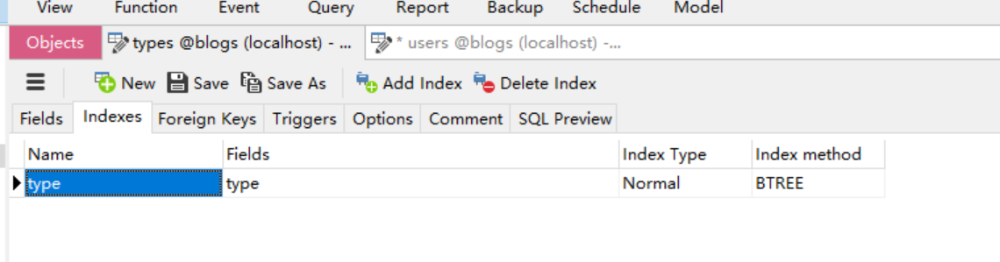 View Function Event Query Report Backup Schedule Model
Objects types @blogs (localhost) - ... * users @blogs (localhost) -...
New Save Save As Add Index Delete Index
Fields Indexes Foreign Keys Triggers Options Comment SQL Preview
Name Fields Index Type Index method
type type Normal BTREE